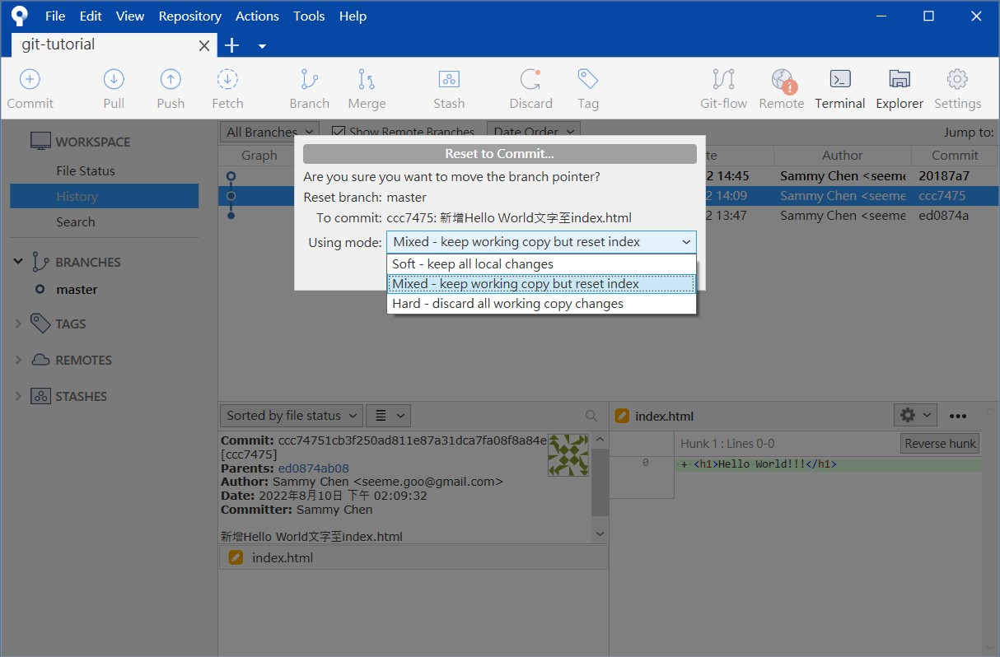 File Edit View Repository Actions Tools Help
git-tutorial
Commit Pull Push Fetch Branch Merge Stash Discard Tag Git-flow Remote Terminal Explorer Settings
WORKSPACE
File Status
History
Search
BRANCHES
master
TAGS
REMOTES
STASHES
All Branches Show Remote Branches Date Order Jump to:
Graph Author Commit
14:45 Sammy Chen <seeme 20187a7
14:09 Sammy Chen <seeme ccc7475
13:47 Sammy Chen <seeme ed0874a
Reset to Commit...
Are you sure you want to move the branch pointer?
Reset branch: master
To commit: ccc7475: 新增Hello World文字至index.html
Using mode: Mixed - keep working copy but reset index
Soft - keep all local changes
Mixed - keep working copy but reset index
Hard - discard all working copy changes
Sorted by file status
Commit: ccc74751cb3f250ad811e87a31dca7fa08f8a84e
[ccc7475]
Parents: ed0874ab08
Author: Sammy Chen <seeme.goo@gmail.com>
Date: 2022年8月10日 下午 02:09:32
Committer: Sammy Chen
新增Hello World文字至index.html
index.html
index.html
Hunk 1 : Lines 0-0 Reverse hunk
0 + <h1>Hello World!!!</h1>